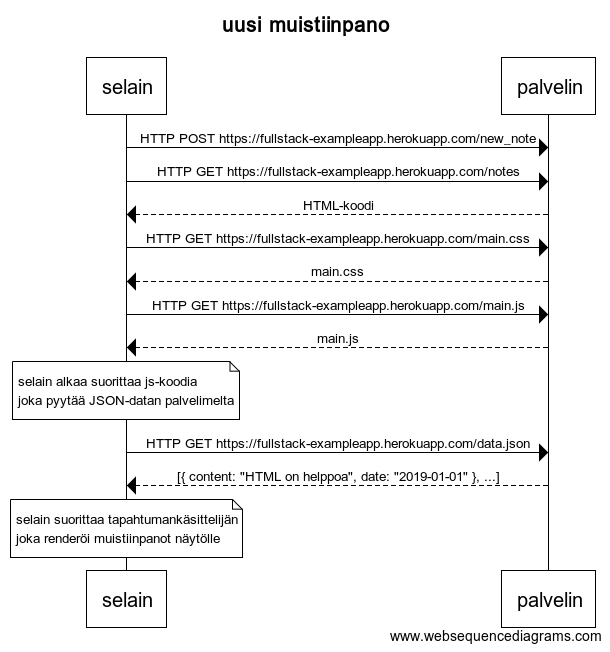 uusi muistiinpano
selain
palvelin
HTTP POST https://fullstack-exampleapp.herokuapp.com/new_note
HTTP GET https://fullstack-exampleapp.herokuapp.com/notes
HTML-koodi
HTTP GET https://fullstack-exampleapp.herokuapp.com/main.css
main.css
HTTP GET https://fullstack-exampleapp.herokuapp.com/main.js
main.js
selain alkaa suorittaa js-koodia
joka pyytää JSON-datan palvelimelta
HTTP GET https://fullstack-exampleapp.herokuapp.com/data.json
[{ content: "HTML on helppoa", date: "2019-01-01" }, ...]
selain suorittaa tapahtumankäsittelijän
joka renderöi muistiinpanot näytölle
selain
palvelin
www.websequencediagrams.com